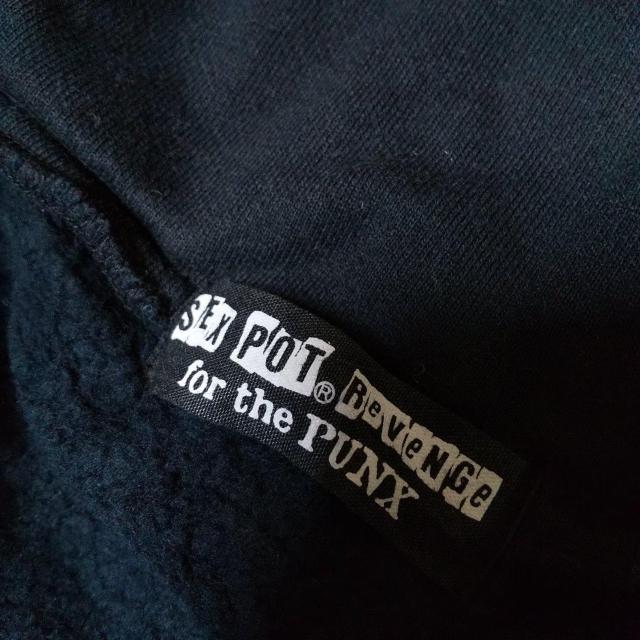 SEX POT® ReVeNGe
for the PUNX